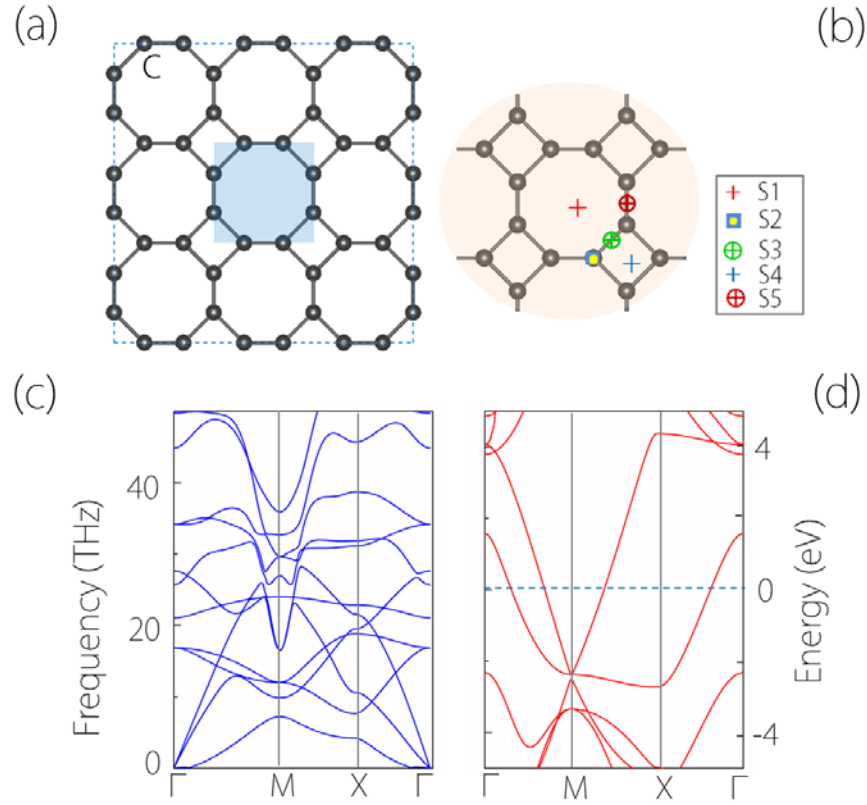 (a)
(b)
C
S1
S2
S3
S4
S5
(c)
(d)
Frequency (THz)
40
20
0
Γ
M
X
Γ
Energy (eV)
4
0
-4
Γ
M
X
Γ